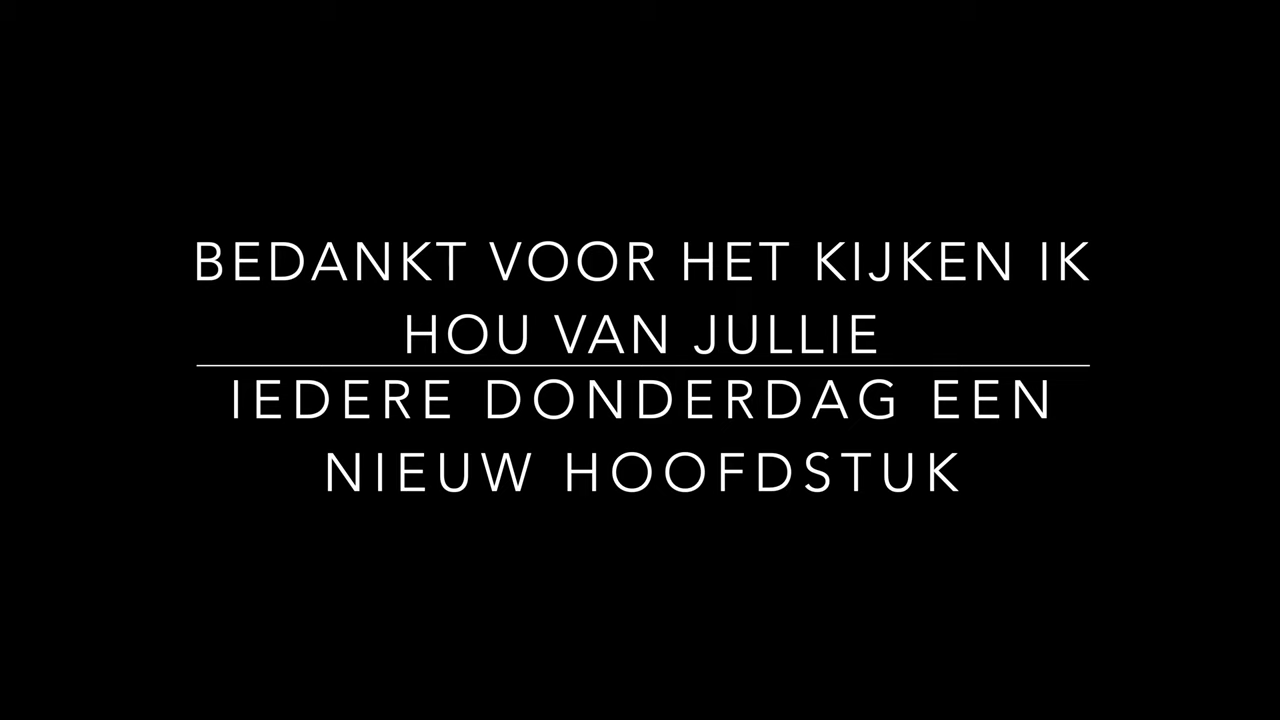 BEDANKT VOOR HET KIJKEN IK
HOU VAN JULLIE
IEDERE DONDERDAG EEN
NIEUW HOOFDSTUK